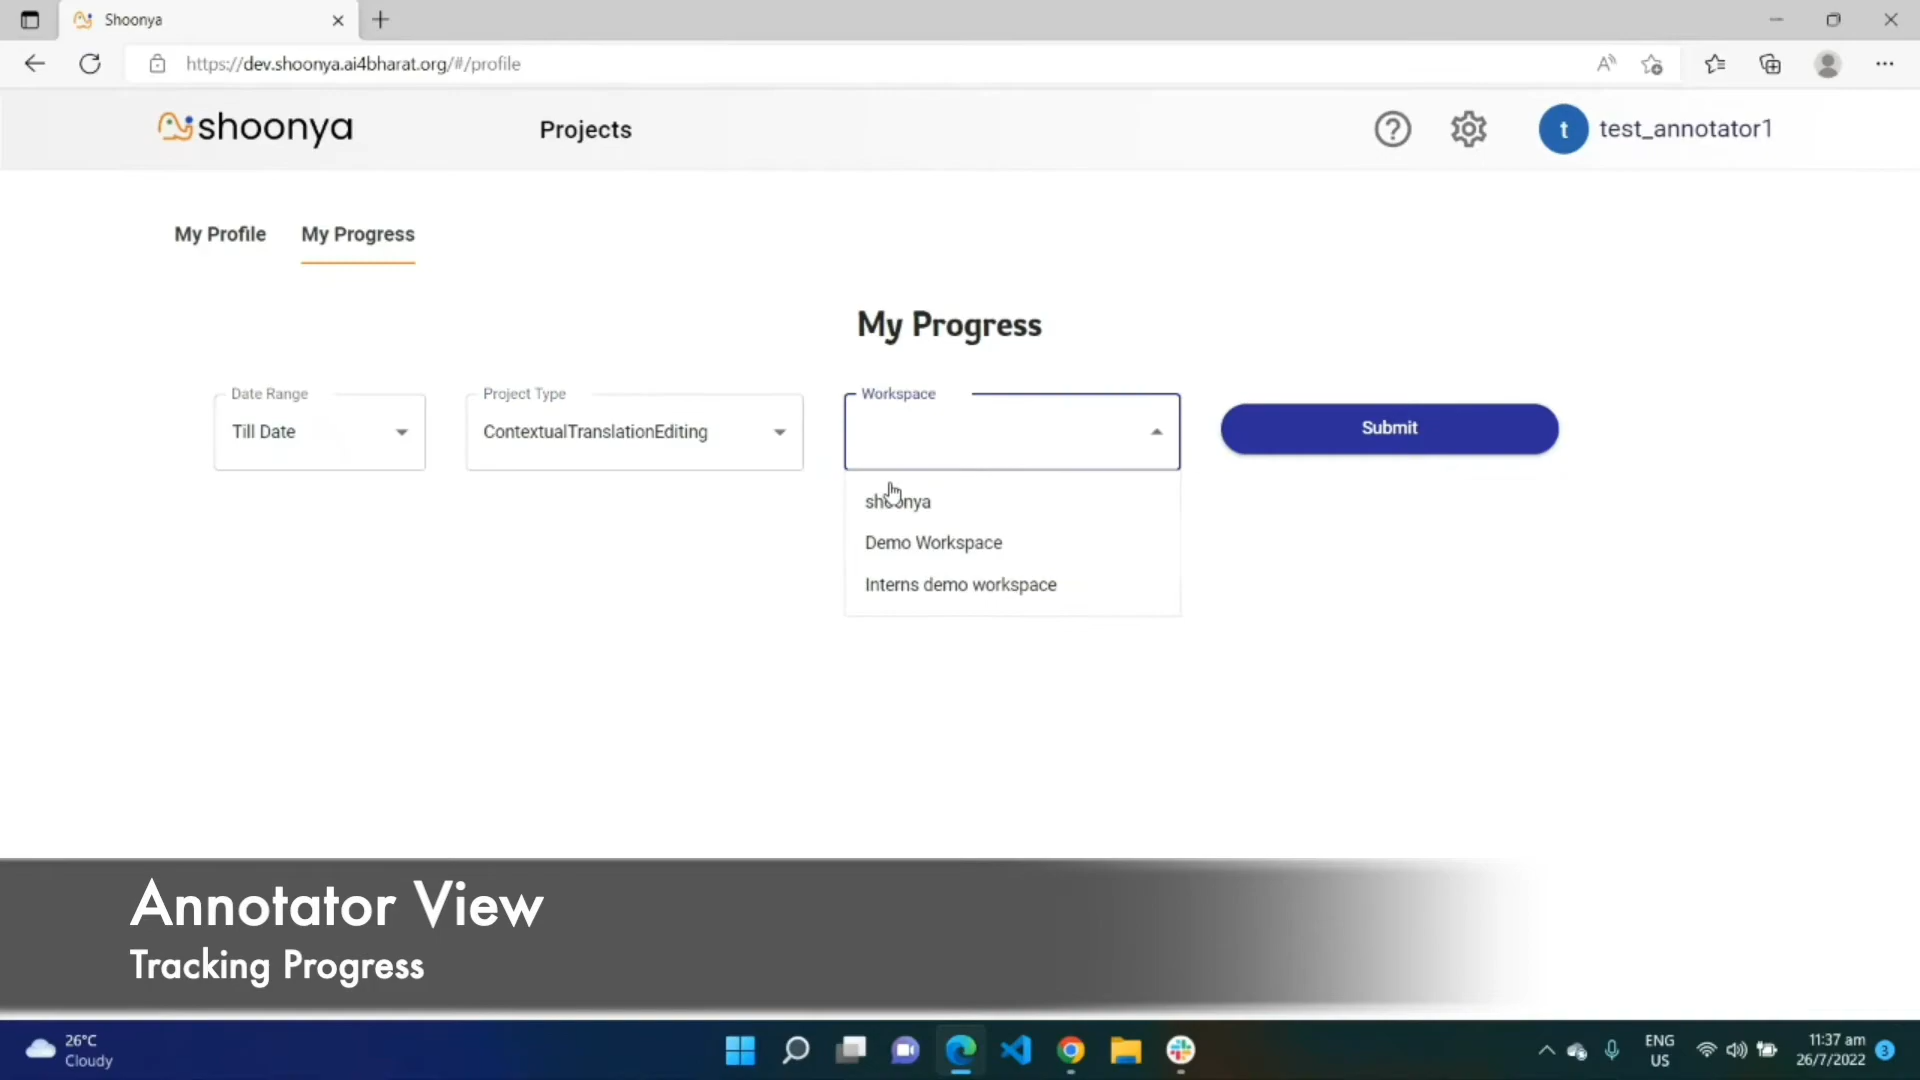 Shoonya
https://dev.shoonya.ai4bharat.org/#/profile
shoonya
Projects
t
test_annotator1
My Profile
My Progress
My Progress
Date Range
Project Type
Workspace
Till Date
ContextualTranslationEditing
Submit
shoonya
Demo Workspace
Interns demo workspace
Annotator View
Tracking Progress
26°C
Cloudy
ENG
US
11:37 am
26/7/2022
3